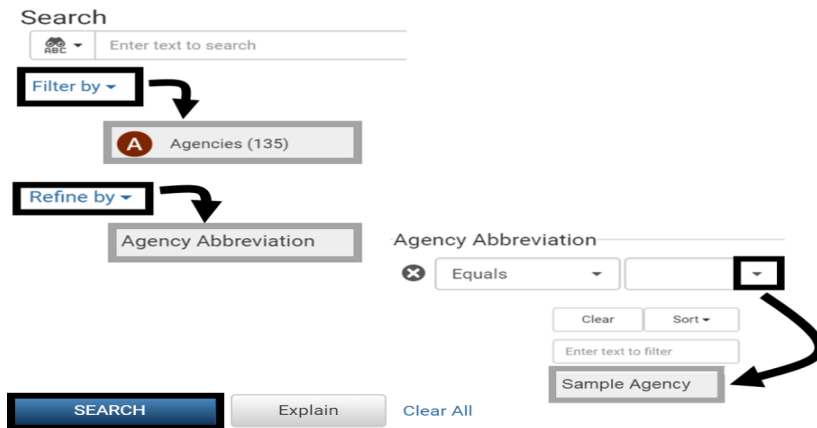 Search
ABC
Enter text to search
Filter by
A Agencies (135)
Refine by
Agency Abbreviation
Agency Abbreviation
Equals
Clear
Sort
Enter text to filter
Sample Agency
SEARCH
Explain
Clear All